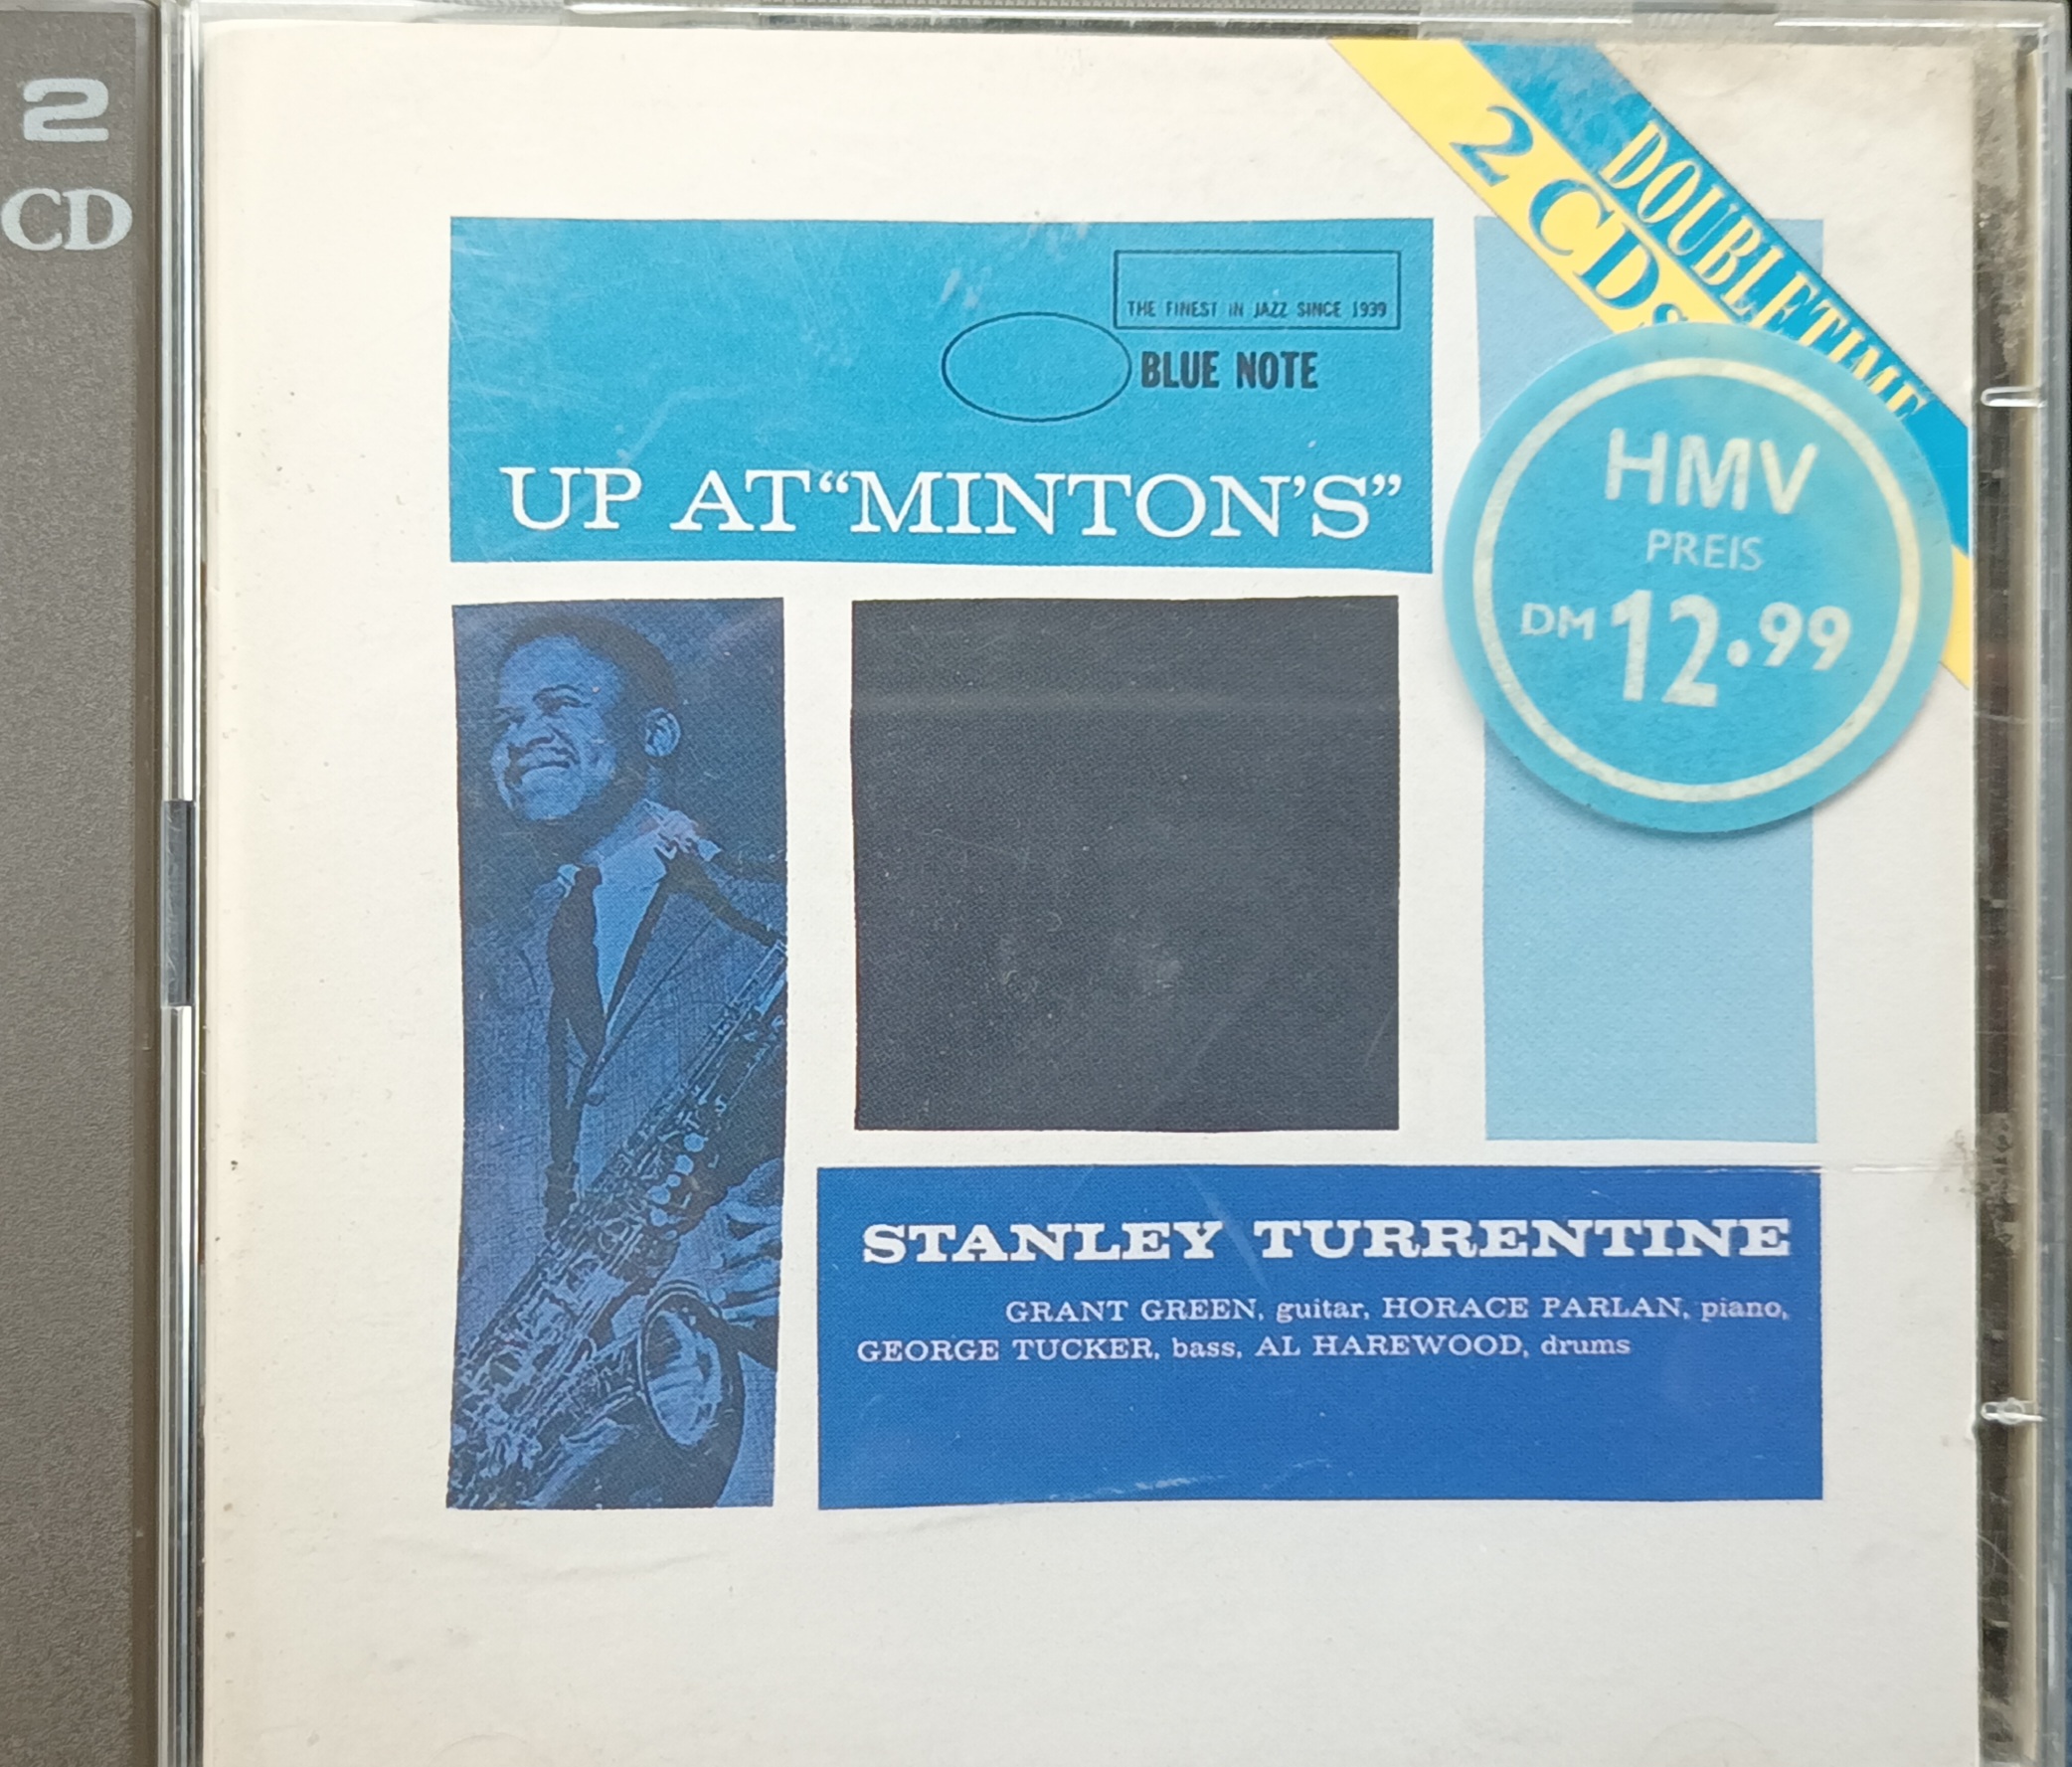 2
CD
DOUBLETIME
2 CDs
THE FINEST IN JAZZ SINCE 1939
BLUE NOTE
UP AT “MINTON’S”
HMV
PREIS
DM 12.99
STANLEY TURRENTINE
GRANT GREEN, guitar, HORACE PARLAN, piano,
GEORGE TUCKER, bass, AL HAREWOOD, drums